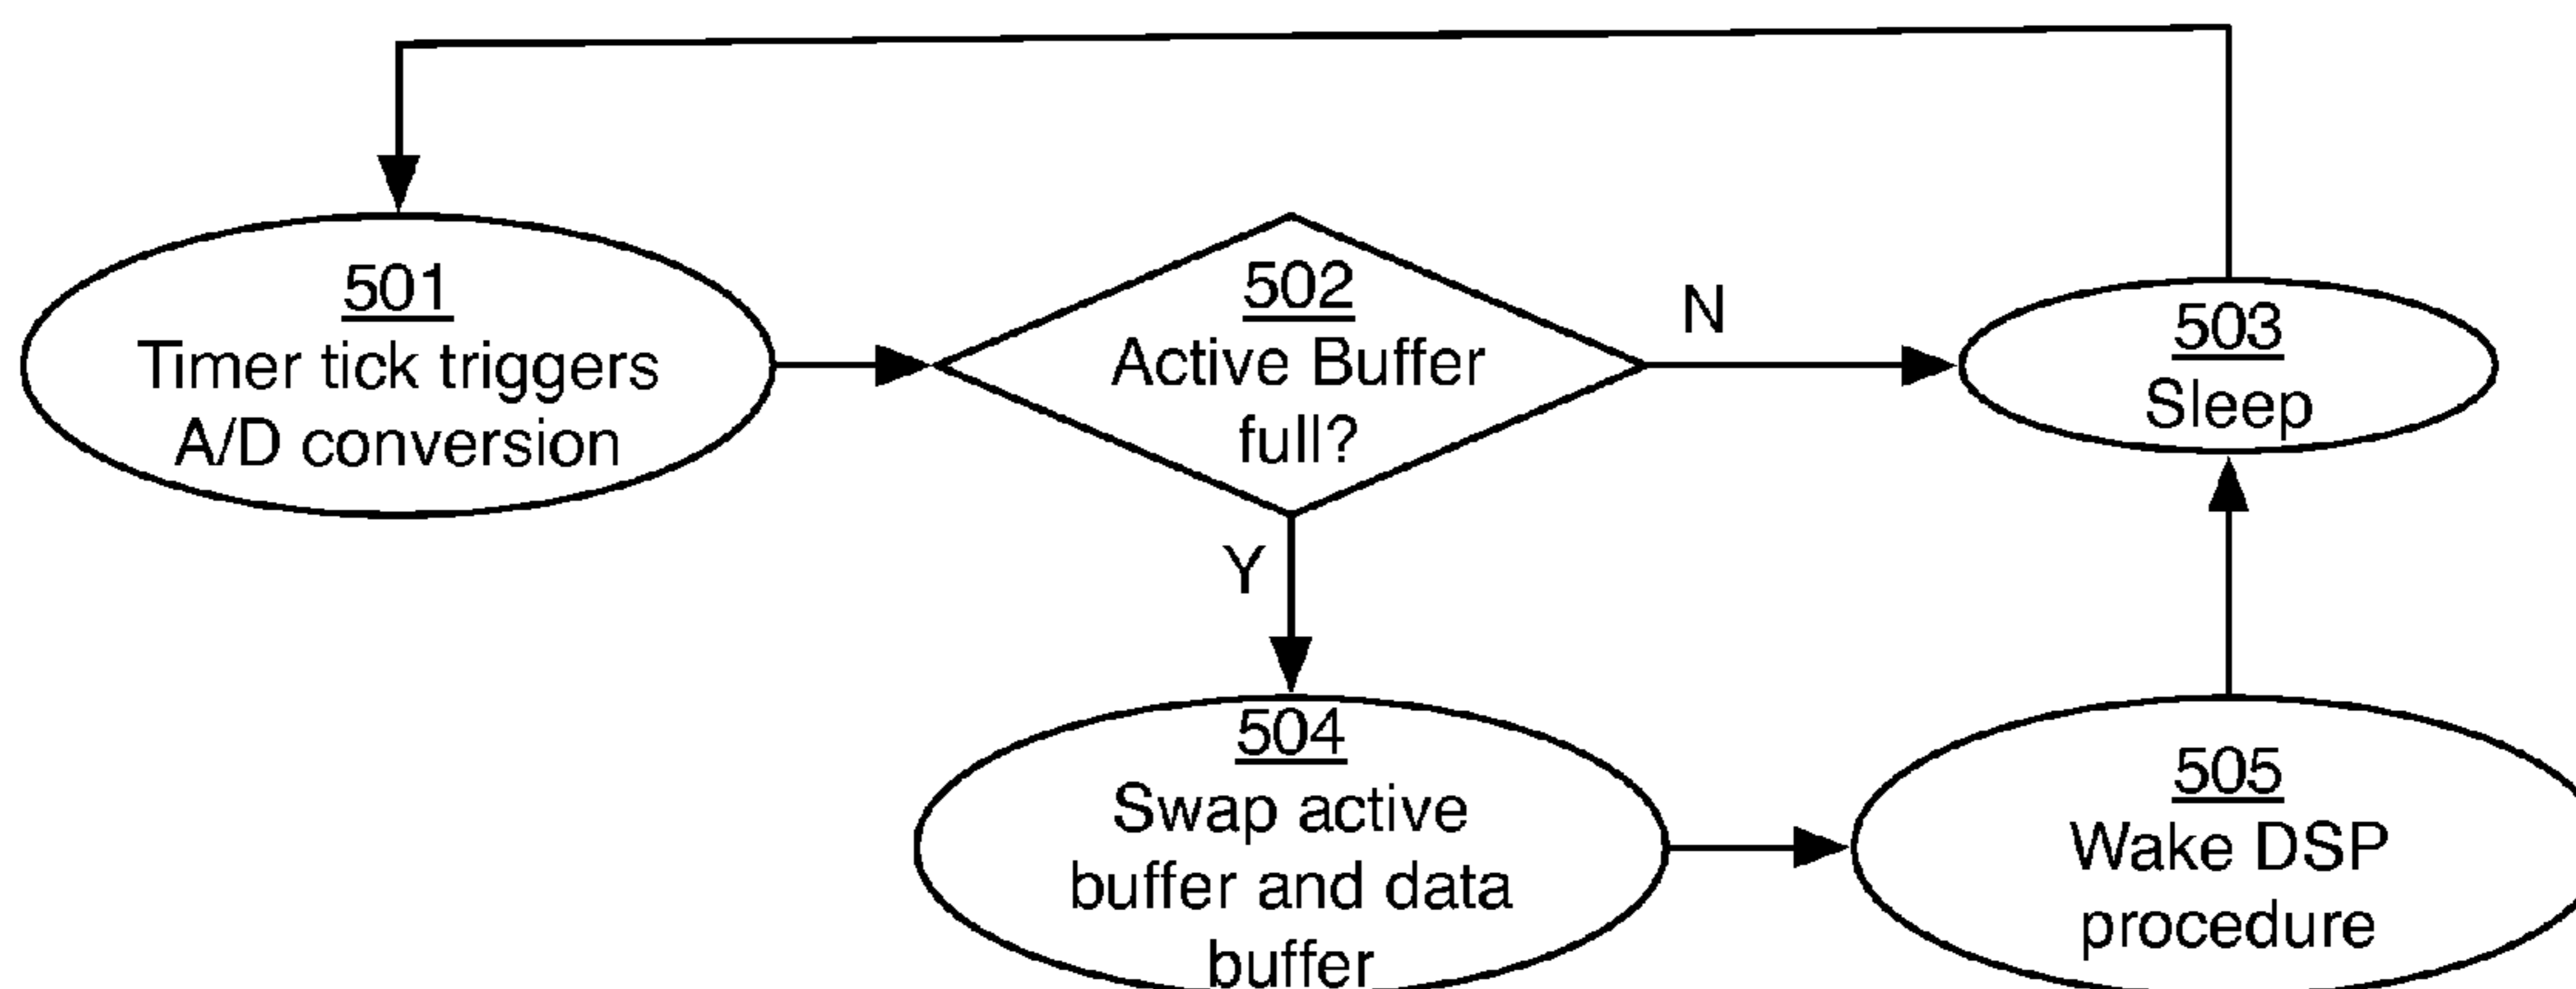 501
Timer tick triggers
A/D conversion
502
Active Buffer
full?
N
503
Sleep
Y
504
Swap active
buffer and data
buffer
505
Wake DSP
procedure